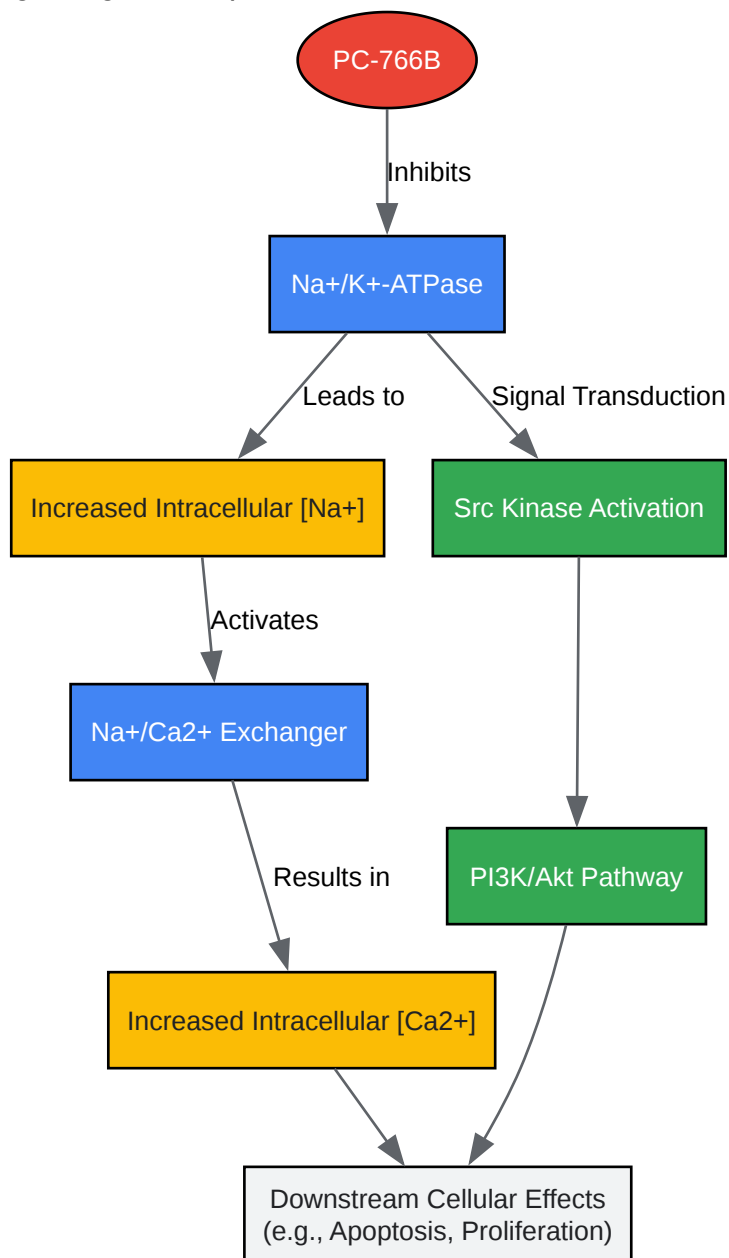 PC-766B
Inhibits
Na+/K+-ATPase
Leads to
Signal Transduction
Increased Intracellular [Na+]
Src Kinase Activation
Activates
Na+/Ca2+ Exchanger
Results in
PI3K/Akt Pathway
Increased Intracellular [Ca2+]
Downstream Cellular Effects
(e.g., Apoptosis, Proliferation)